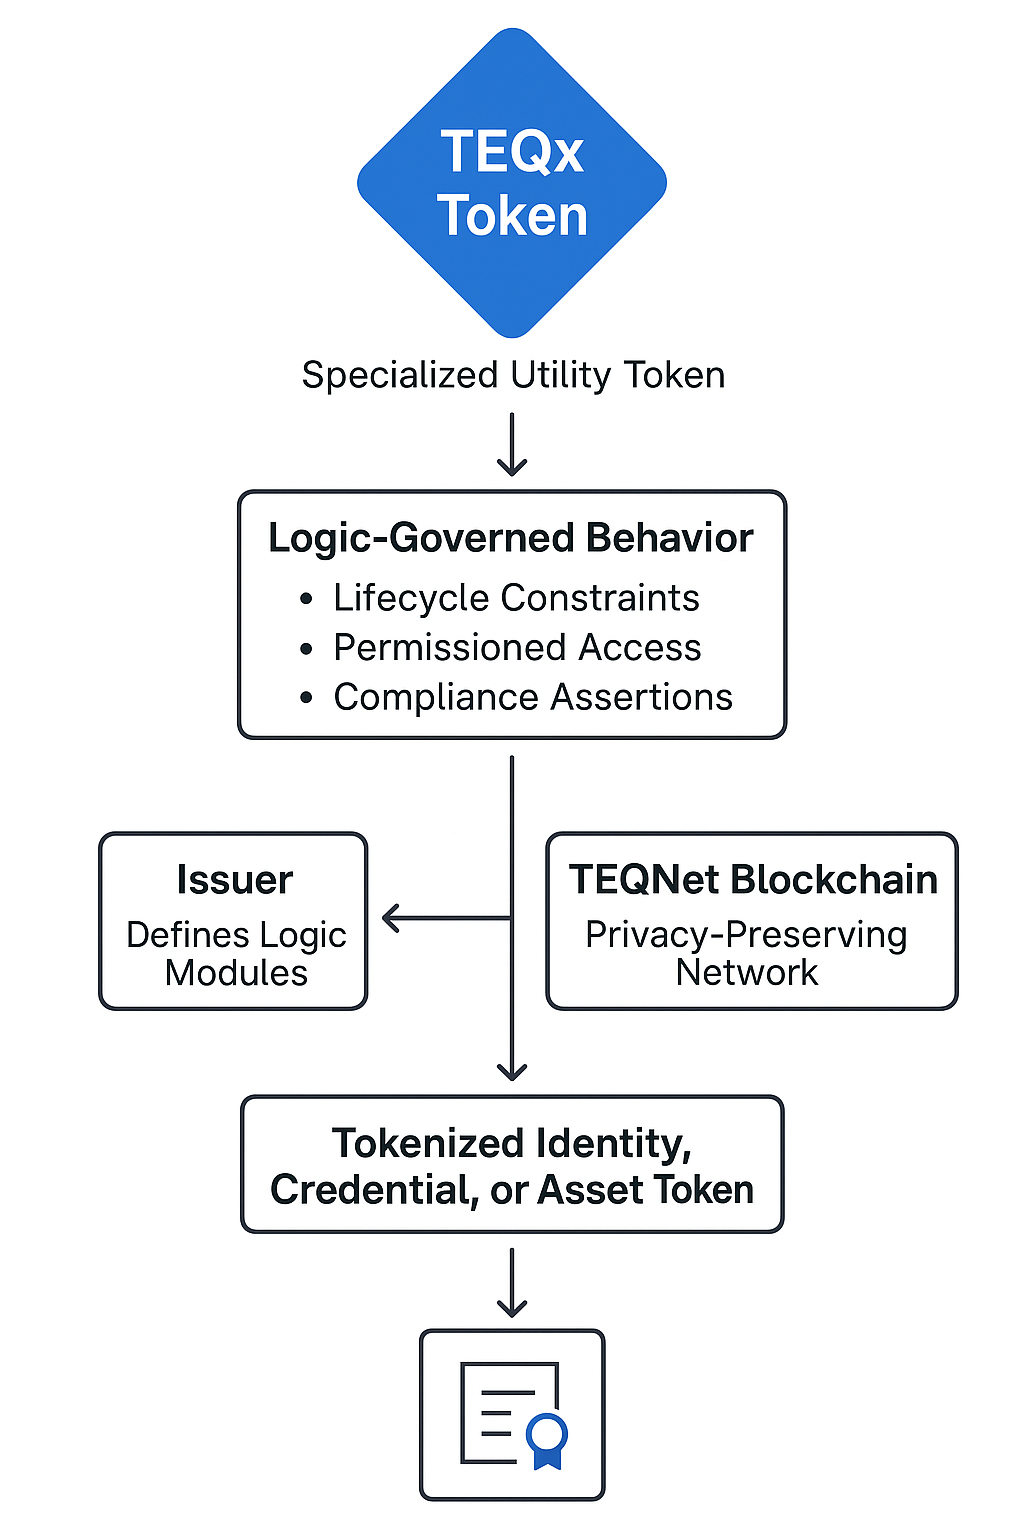 TEQx
Token
Specialized Utility Token
Logic-Governed Behavior
• Lifecycle Constraints
• Permissioned Access
• Compliance Assertions
Issuer
Defines Logic
Modules
TEQNet Blockchain
Privacy-Preserving
Network
Tokenized Identity,
Credential, or Asset Token